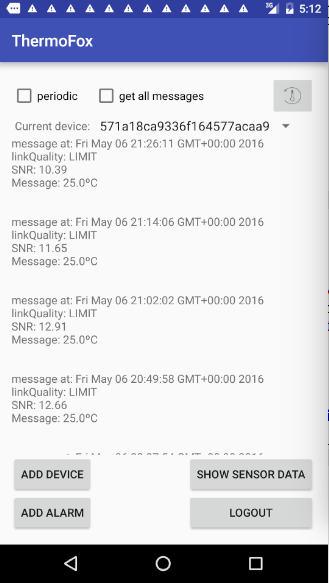 3G 5:12
ThermoFox
periodic get all messages
Current device: 571a18ca9336f164577acaa9
message at: Fri May 06 21:26:11 GMT+00:00 2016
linkQuality: LIMIT
SNR: 10.39
Message: 25.0ºC
message at: Fri May 06 21:14:06 GMT+00:00 2016
linkQuality: LIMIT
SNR: 11.65
Message: 25.0ºC
message at: Fri May 06 21:02:02 GMT+00:00 2016
linkQuality: LIMIT
SNR: 12.91
Message: 25.0ºC
message at: Fri May 06 20:49:58 GMT+00:00 2016
linkQuality: LIMIT
SNR: 12.66
Message: 25.0ºC
ADD DEVICE SHOW SENSOR DATA
ADD ALARM LOGOUT